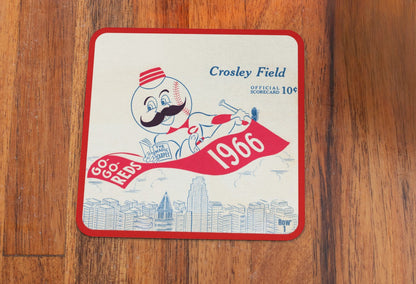 Crosley Field
OFFICIAL
SCORECARD 10¢
1966
GO-
GO-
REDS
Row
1